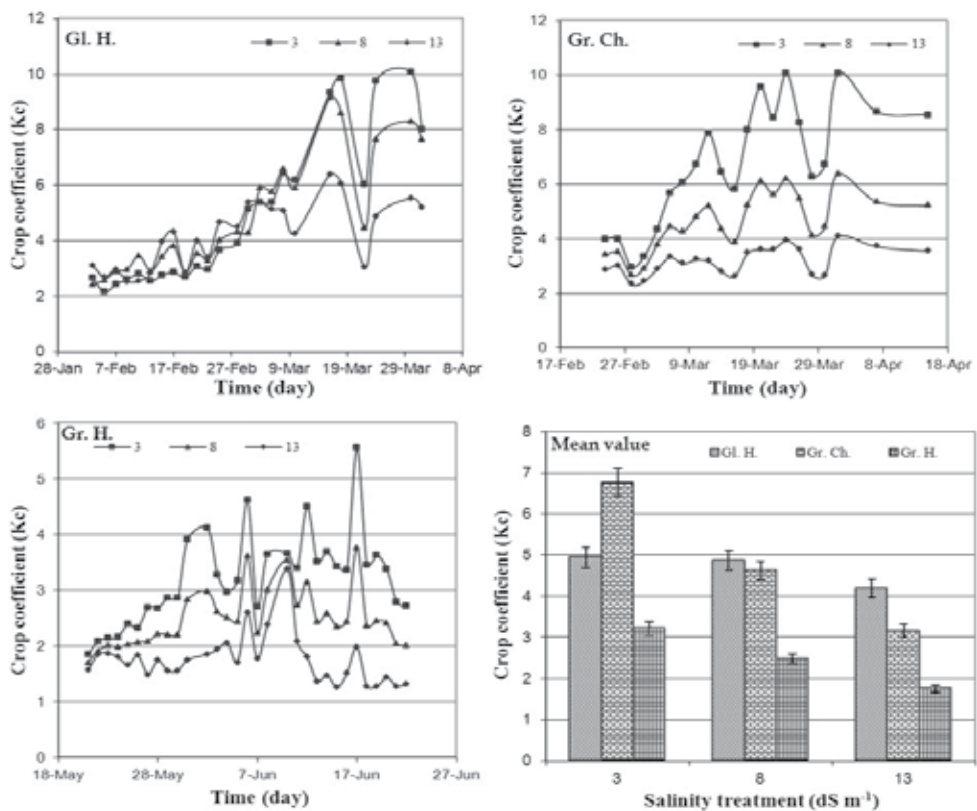 Gl. H.
3 8 13
Crop coefficient (Kc)
12
10
8
6
4
2
0
28-Jan 7-Feb 17-Feb 27-Feb 9-Mar 19-Mar 29-Mar 8-Apr
Time (day)
Gr. Ch.
3 8 13
Crop coefficient (Kc)
12
10
8
6
4
2
0
17-Feb 27-Feb 9-Mar 19-Mar 29-Mar 8-Apr 18-Apr
Time (day)
Gr. H.
3 8 13
Crop coefficient (Kc)
6
5
4
3
2
1
0
18-May 28-May 7-Jun 17-Jun 27-Jun
Time (day)
Mean value
Gl. H. Gr. Ch. Gr. H.
Crop coefficient (Kc)
8
7
6
5
4
3
2
1
0
3 8 13
Salinity treatment (dS m⁻¹)